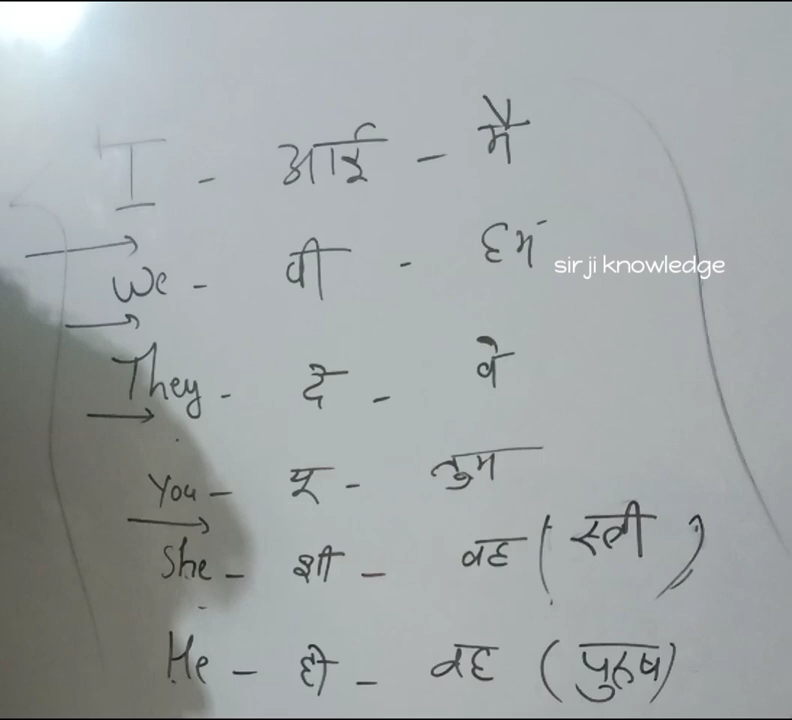 I - आई - मैं
We - वी - हम
sir ji knowledge
They - दे - वे
You - यू - तुम
She - शी - वह (स्त्री)
He - ही - वह (पुरुष)